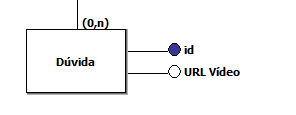 (0,n)
Dúvida
id
URL Vídeo